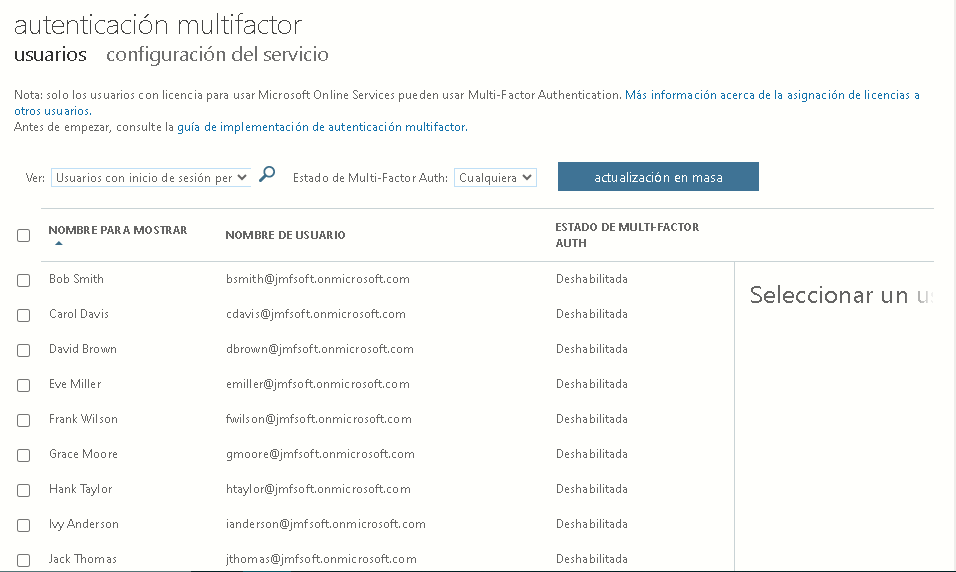 autenticación multifactor
usuarios configuración del servicio
Nota: solo los usuarios con licencia para usar Microsoft Online Services pueden usar Multi-Factor Authentication. Más información acerca de la asignación de licencias a
otros usuarios.
Antes de empezar, consulte la guía de implementación de autenticación multifactor.
Ver: Usuarios con inicio de sesión per Estado de Multi-Factor Auth: Cualquiera actualización en masa
NOMBRE PARA MOSTRAR NOMBRE DE USUARIO ESTADO DE MULTI-FACTOR
AUTH
Bob Smith bsmith@jmfsoft.onmicrosoft.com Deshabilitada
Seleccionar un us
Carol Davis cdavis@jmfsoft.onmicrosoft.com Deshabilitada
David Brown dbrown@jmfsoft.onmicrosoft.com Deshabilitada
Eve Miller emiller@jmfsoft.onmicrosoft.com Deshabilitada
Frank Wilson fwilson@jmfsoft.onmicrosoft.com Deshabilitada
Grace Moore gmoore@jmfsoft.onmicrosoft.com Deshabilitada
Hank Taylor htaylor@jmfsoft.onmicrosoft.com Deshabilitada
Ivy Anderson ianderson@jmfsoft.onmicrosoft.com Deshabilitada
Jack Thomas jthomas@jmfsoft.onmicrosoft.com Deshabilitada